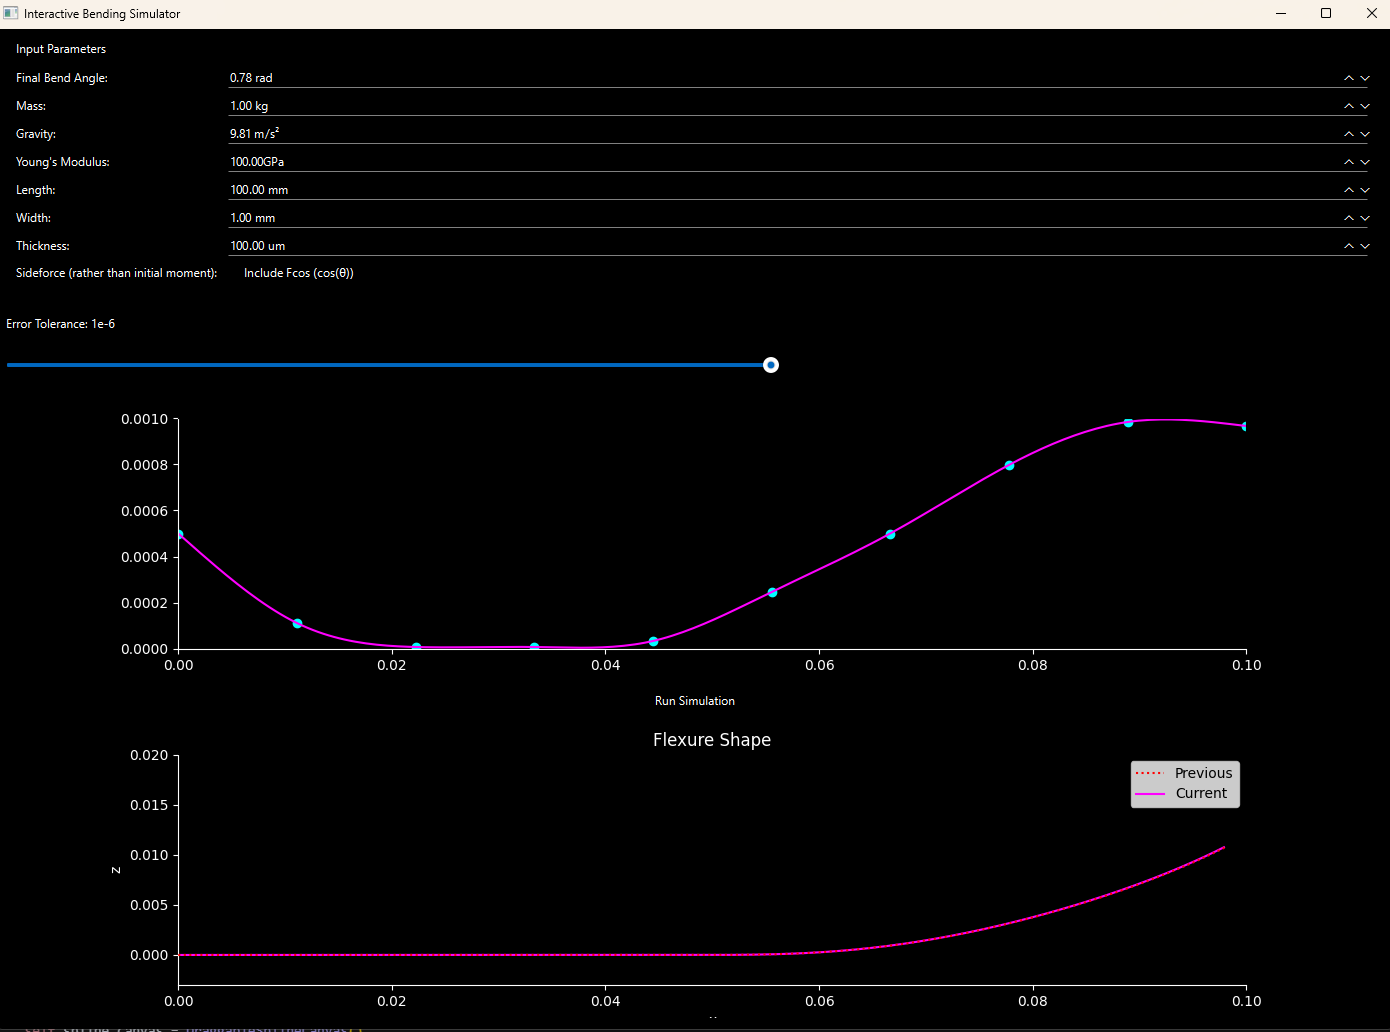 Interactive Bending Simulator
Input Parameters
Final Bend Angle: 0.78 rad
Mass: 1.00 kg
Gravity: 9.81 m/s²
Young's Modulus: 100.00GPa
Length: 100.00 mm
Width: 1.00 mm
Thickness: 100.00 um
Sideforce (rather than initial moment): Include Fcos (cos(θ))
Error Tolerance: 1e-6
0.0010
0.0008
0.0006
0.0004
0.0002
0.0000
0.00 0.02 0.04 0.06 0.08 0.10
Run Simulation
Flexure Shape
0.020
Previous
Current
0.015
0.010
z
0.005
0.000
0.00 0.02 0.04 0.06 0.08 0.10